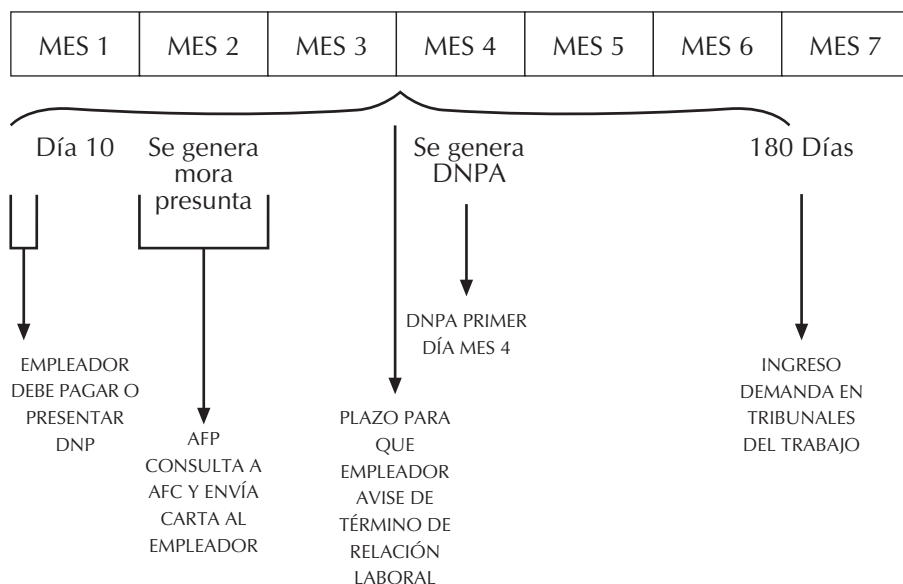 MES 1 MES 2 MES 3 MES 4 MES 5 MES 6 MES 7
Día 10
Se genera
mora
presunta
Se genera
DNPA
180 Días
EMPLEADOR
DEBE PAGAR O
PRESENTAR
DNP
AFP
CONSULTA A
AFC Y ENVÍA
CARTA AL
EMPLEADOR
PLAZO PARA
QUE
EMPLEADOR
AVISE DE
TÉRMINO DE
RELACIÓN
LABORAL
DNPA PRIMER
DÍA MES 4
INGRESO
DEMANDA EN
TRIBUNALES
DEL TRABAJO